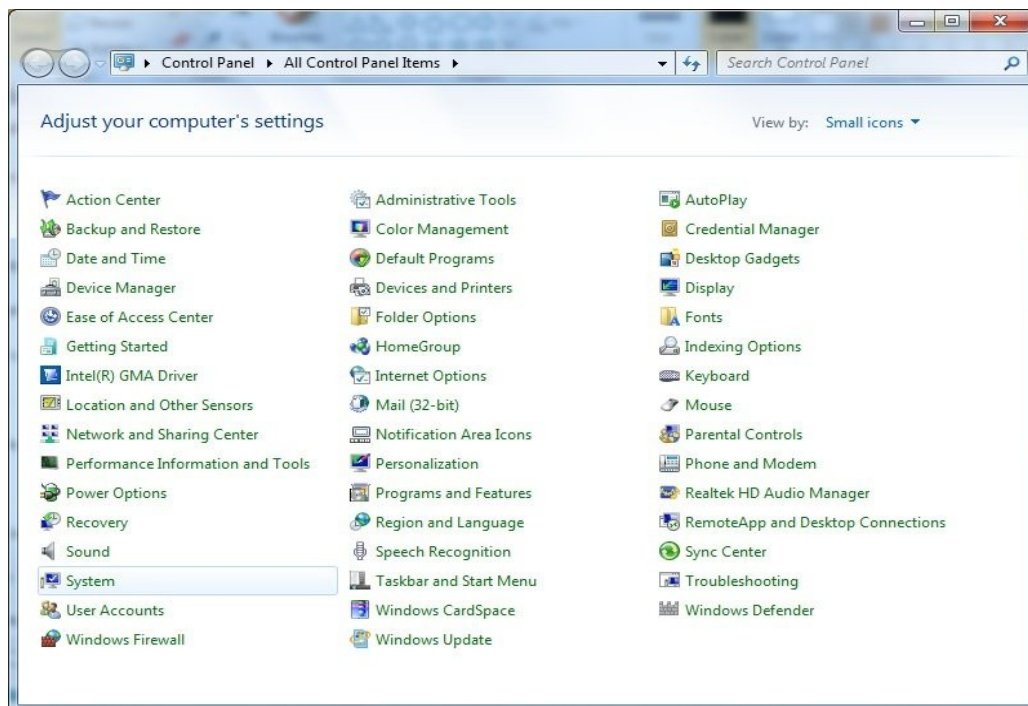 Control Panel ▸ All Control Panel Items ▸ Search Control Panel
Adjust your computer's settings View by: Small icons
Action Center Administrative Tools AutoPlay
Backup and Restore Color Management Credential Manager
Date and Time Default Programs Desktop Gadgets
Device Manager Devices and Printers Display
Ease of Access Center Folder Options Fonts
Getting Started HomeGroup Indexing Options
Intel(R) GMA Driver Internet Options Keyboard
Location and Other Sensors Mail (32-bit) Mouse
Network and Sharing Center Notification Area Icons Parental Controls
Performance Information and Tools Personalization Phone and Modem
Power Options Programs and Features Realtek HD Audio Manager
Recovery Region and Language RemoteApp and Desktop Connections
Sound Speech Recognition Sync Center
System Taskbar and Start Menu Troubleshooting
User Accounts Windows CardSpace Windows Defender
Windows Firewall Windows Update